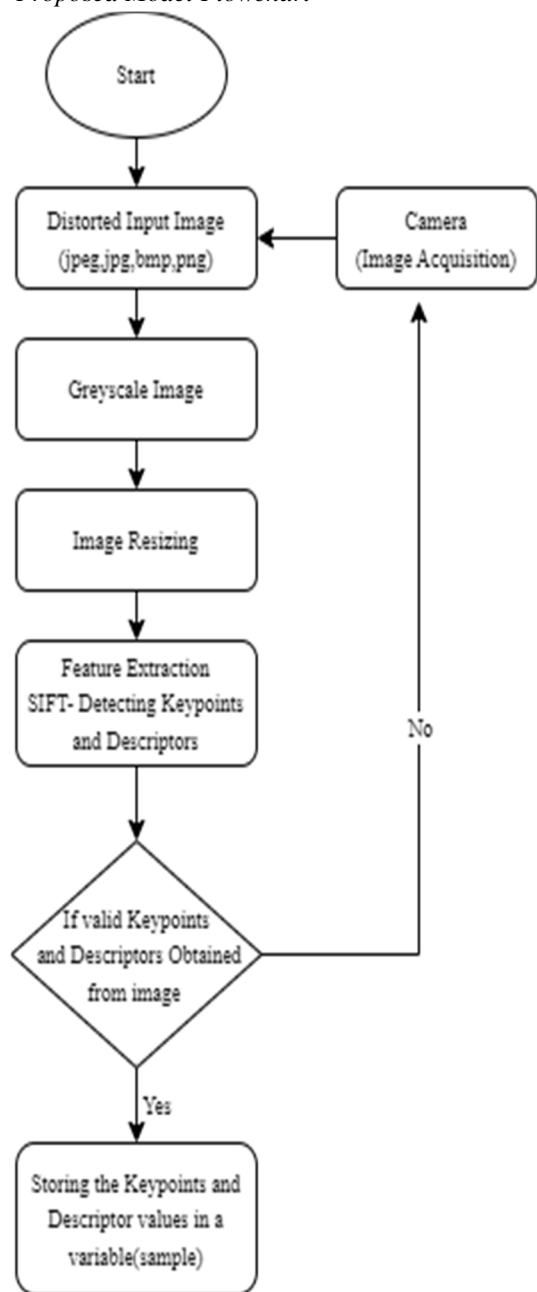 Proposed Model Flowchart
Start
Distorted Input Image
(jpeg,jpg,bmp,png)
Camera
(Image Acquisition)
Greyscale Image
Image Resizing
Feature Extraction
SIFT- Detecting Keypoints
and Descriptors
No
If valid Keypoints
and Descriptors Obtained
from image
Yes
Storing the Keypoints and
Descriptor values in a
variable(sample)